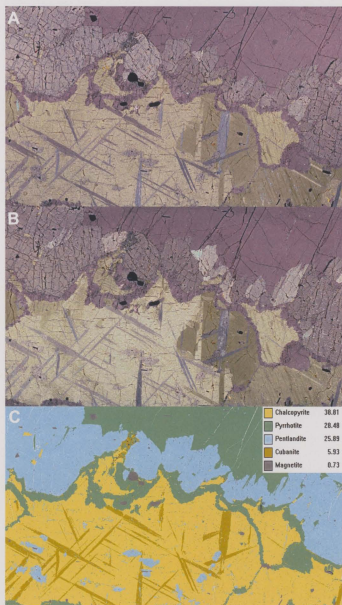 A
B
C
Chalcopyrite 38.81
Pyrrhotite 28.48
Pentlandite 25.89
Cubanite 5.93
Magnetite 0.73